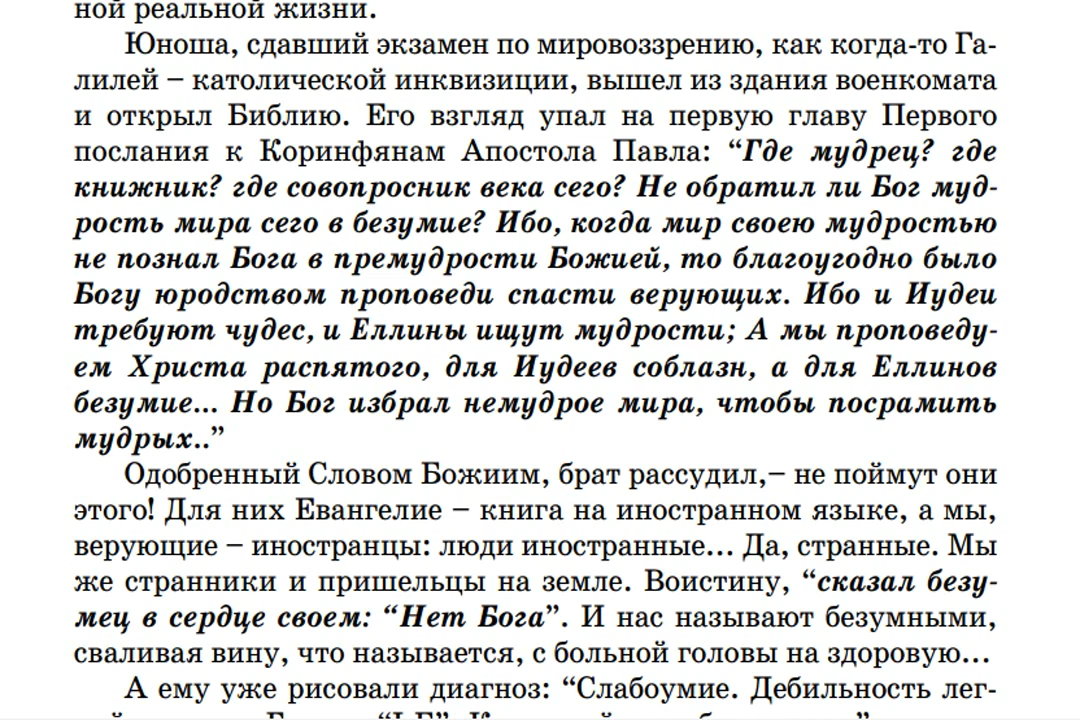 ной реальной жизни.
Юноша, сдавший экзамен по мировоззрению, как когда-то Га-
лилей – католической инквизиции, вышел из здания военкомата
и открыл Библию. Его взгляд упал на первую главу Первого
послания к Коринфянам Апостола Павла: “Где мудрец? где
книжник? где совопросник века сего? Не обратил ли Бог муд-
рость мира сего в безумие? Ибо, когда мир своею мудростью
не познал Бога в премудрости Божией, то благоугодно было
Богу юродством проповеди спасти верующих. Ибо и Иудеи
требуют чудес, и Еллины ищут мудрости; А мы проповеду-
ем Христа распятого, для Иудеев соблазн, а для Еллинов
безумие... Но Бог избрал немудрое мира, чтобы посрамить
мудрых..”
Одобренный Словом Божиим, брат рассудил,– не поймут они
этого! Для них Евангелие – книга на иностранном языке, а мы,
верующие – иностранцы: люди иностранные... Да, странные. Мы
же странники и пришельцы на земле. Воистину, “сказал безу-
мец в сердце своем: “Нет Бога”. И нас называют безумными,
сваливая вину, что называется, с больной головы на здоровую...
А ему уже рисовали диагноз: “Слабоумие. Дебильность лег-